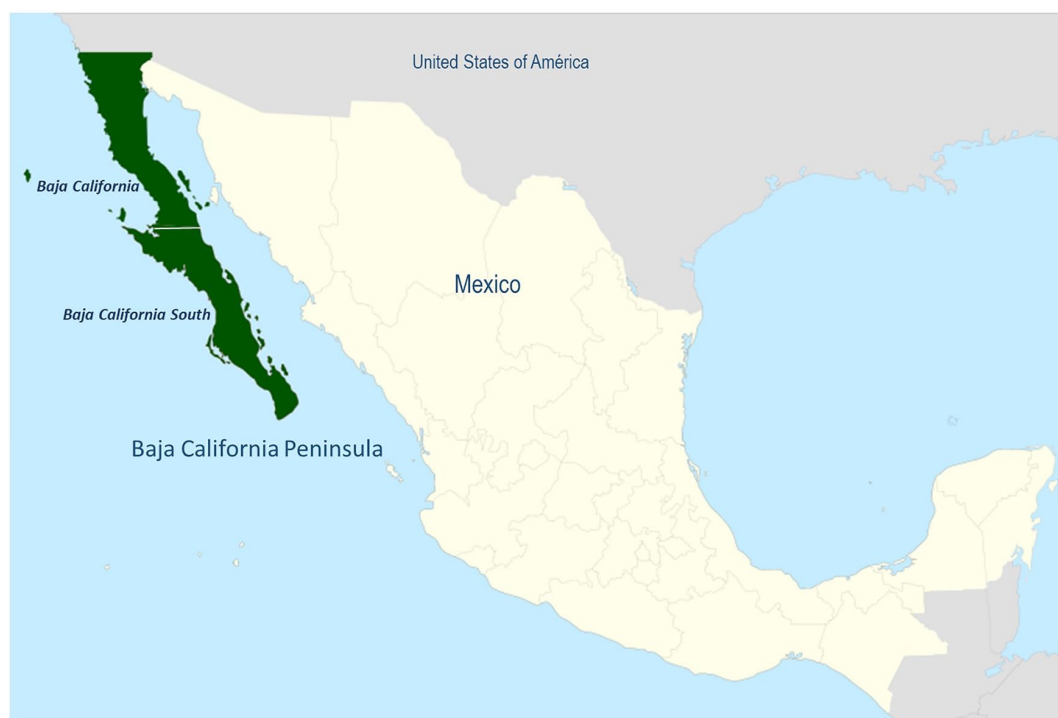 United States of América
Baja California
Mexico
Baja California South
Baja California Peninsula